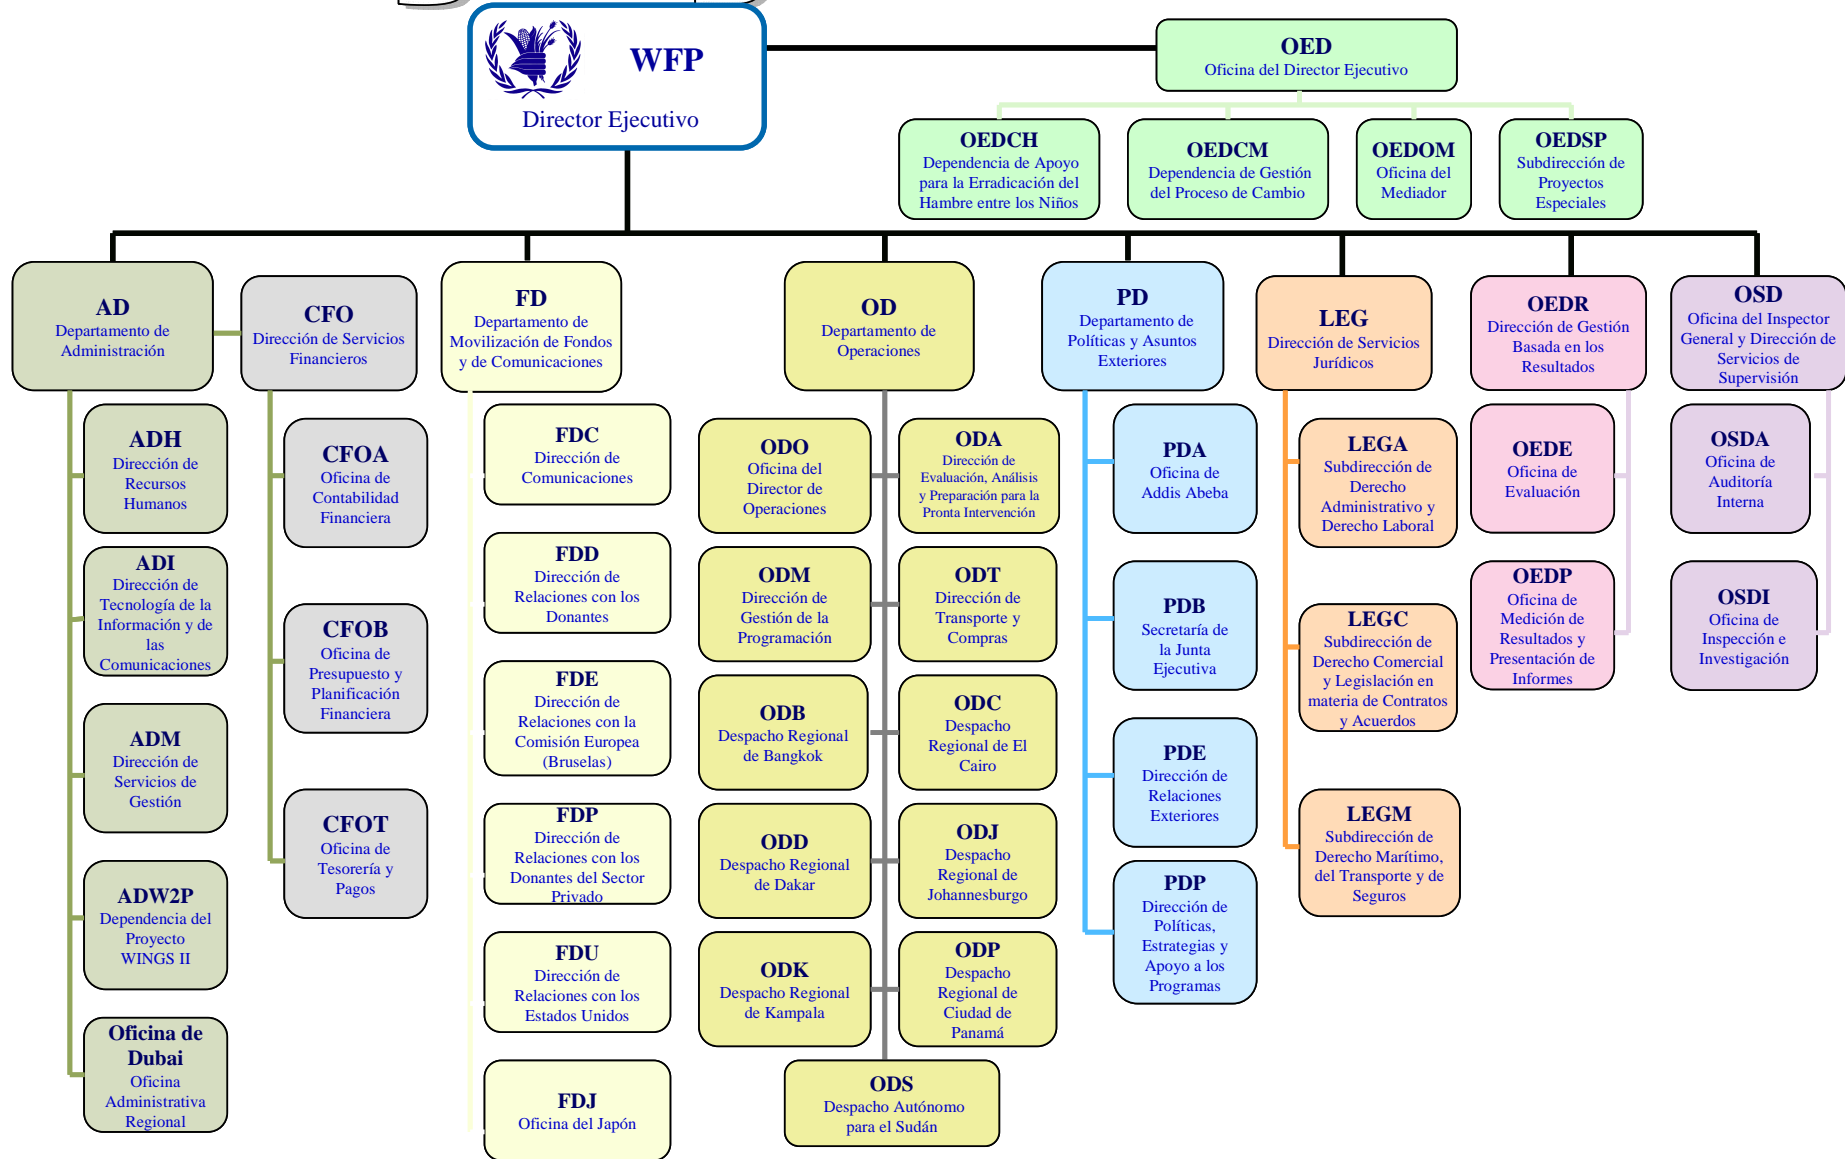 WFP
Director Ejecutivo
OED
Oficina del Director Ejecutivo
OEDCH
Dependencia de Apoyo
para la Erradicación del
Hambre entre los Niños
OEDCM
Dependencia de Gestión
del Proceso de Cambio
OEDOM
Oficina del
Mediador
OEDSP
Subdirección de
Proyectos
Especiales
AD
Departamento de
Administración
CFO
Dirección de Servicios
Financieros
FD
Departamento de
Movilización de Fondos
y de Comunicaciones
OD
Departamento de
Operaciones
PD
Departamento de
Políticas y Asuntos
Exteriores
LEG
Dirección de Servicios
Jurídicos
OEDR
Dirección de Gestión
Basada en los
Resultados
OSD
Oficina del Inspector
General y Dirección de
Servicios de
Supervisión
ADH
Dirección de
Recursos
Humanos
ADI
Dirección de
Tecnología de la
Información y de
las
Comunicaciones
ADM
Dirección de
Servicios de
Gestión
ADW2P
Dependencia del
Proyecto
WINGS II
Oficina de
Dubai
Oficina
Administrativa
Regional
CFOA
Oficina de
Contabilidad
Financiera
CFOB
Oficina de
Presupuesto y
Planificación
Financiera
CFOT
Oficina de
Tesorería y
Pagos
FDC
Dirección de
Comunicaciones
FDD
Dirección de
Relaciones con los
Donantes
FDE
Dirección de
Relaciones con la
Comisión Europea
(Bruselas)
FDP
Dirección de
Relaciones con los
Donantes del Sector
Privado
FDU
Dirección de
Relaciones con los
Estados Unidos
FDJ
Oficina del Japón
ODO
Oficina del
Director de
Operaciones
ODA
Dirección de
Evaluación, Análisis
y Preparación para la
Pronta Intervención
ODM
Dirección de
Gestión de la
Programación
ODT
Dirección de
Transporte y
Compras
ODB
Despacho Regional
de Bangkok
ODC
Despacho
Regional de El
Cairo
ODD
Despacho Regional
de Dakar
ODJ
Despacho
Regional de
Johannesburgo
ODK
Despacho Regional
de Kampala
ODP
Despacho
Regional de
Ciudad de
Panamá
ODS
Despacho Autónomo
para el Sudán
PDA
Oficina de
Addis Abeba
PDB
Secretaría de
la Junta
Ejecutiva
PDE
Dirección de
Relaciones
Exteriores
PDP
Dirección de
Políticas,
Estrategias y
Apoyo a los
Programas
LEGA
Subdirección de
Derecho
Administrativo y
Derecho Laboral
LEGC
Subdirección de
Derecho Comercial
y Legislación en
materia de Contratos
y Acuerdos
LEGM
Subdirección de
Derecho Marítimo,
del Transporte y de
Seguros
OEDE
Oficina de
Evaluación
OEDP
Oficina de
Medición de
Resultados y
Presentación de
Informes
OSDA
Oficina de
Auditoría
Interna
OSDI
Oficina de
Inspección e
Investigación